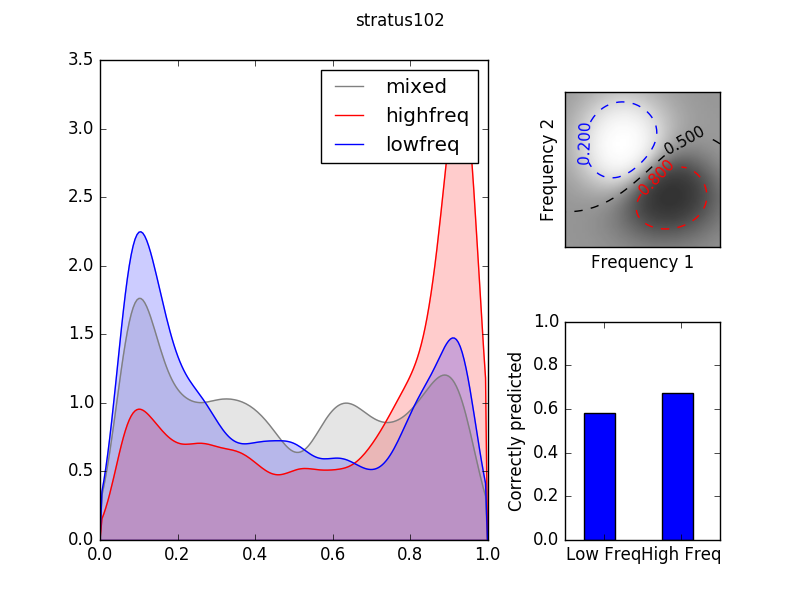 stratus102
3.5
3.0
2.5
2.0
1.5
1.0
0.5
0.0
0.0 0.2 0.4 0.6 0.8 1.0
mixed
highfreq
lowfreq
Frequency 2
0.200
0.500
0.800
Frequency 1
Correctly predicted
1.0
0.8
0.6
0.4
0.2
0.0
Low Freq High Freq